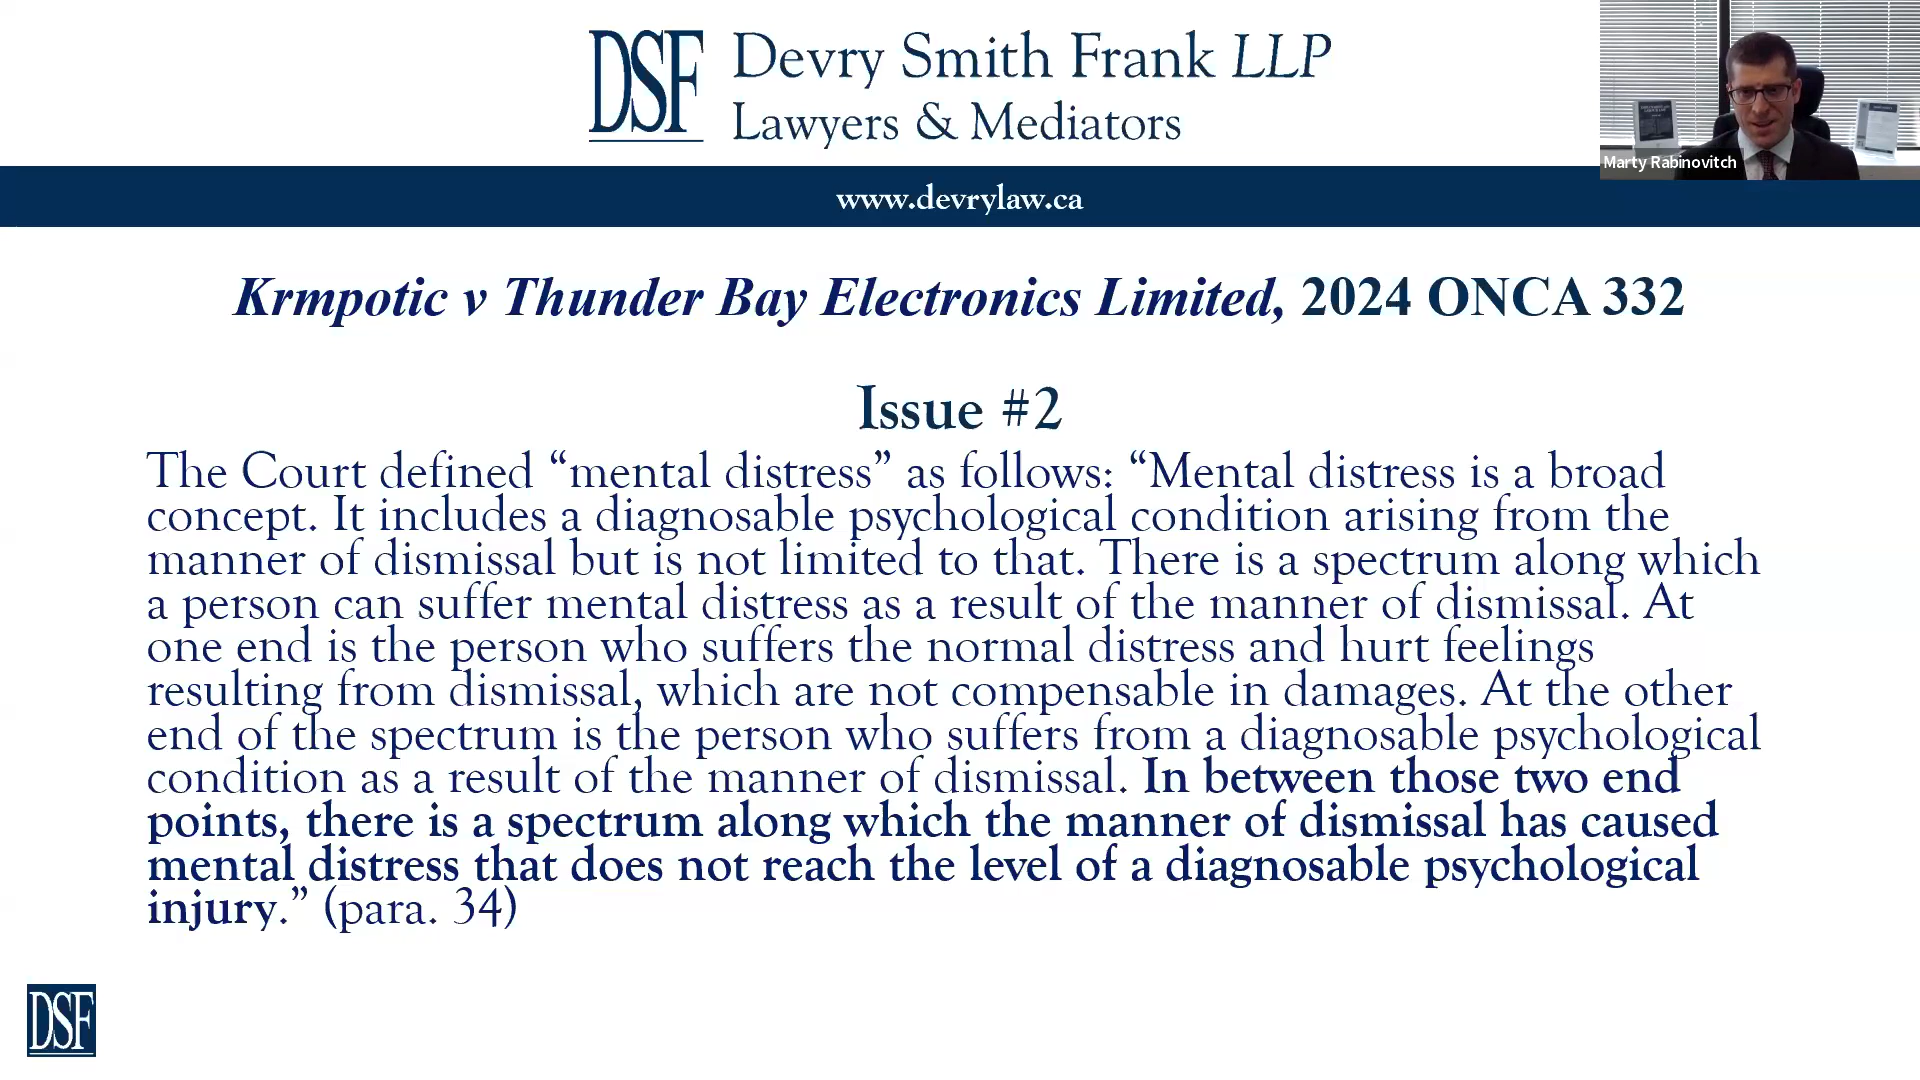 DSF
Devry Smith Frank LLP
Lawyers & Mediators
Marty Rabinovitch
www.devrylaw.ca
Krmpotic v Thunder Bay Electronics Limited, 2024 ONCA 332
Issue #2
The Court defined “mental distress” as follows: “Mental distress is a broad
concept. It includes a diagnosable psychological condition arising from the
manner of dismissal but is not limited to that. There is a spectrum along which
a person can suffer mental distress as a result of the manner of dismissal. At
one end is the person who suffers the normal distress and hurt feelings
resulting from dismissal, which are not compensable in damages. At the other
end of the spectrum is the person who suffers from a diagnosable psychological
condition as a result of the manner of dismissal. In between those two end
points, there is a spectrum along which the manner of dismissal has caused
mental distress that does not reach the level of a diagnosable psychological
injury.” (para. 34)
DSF